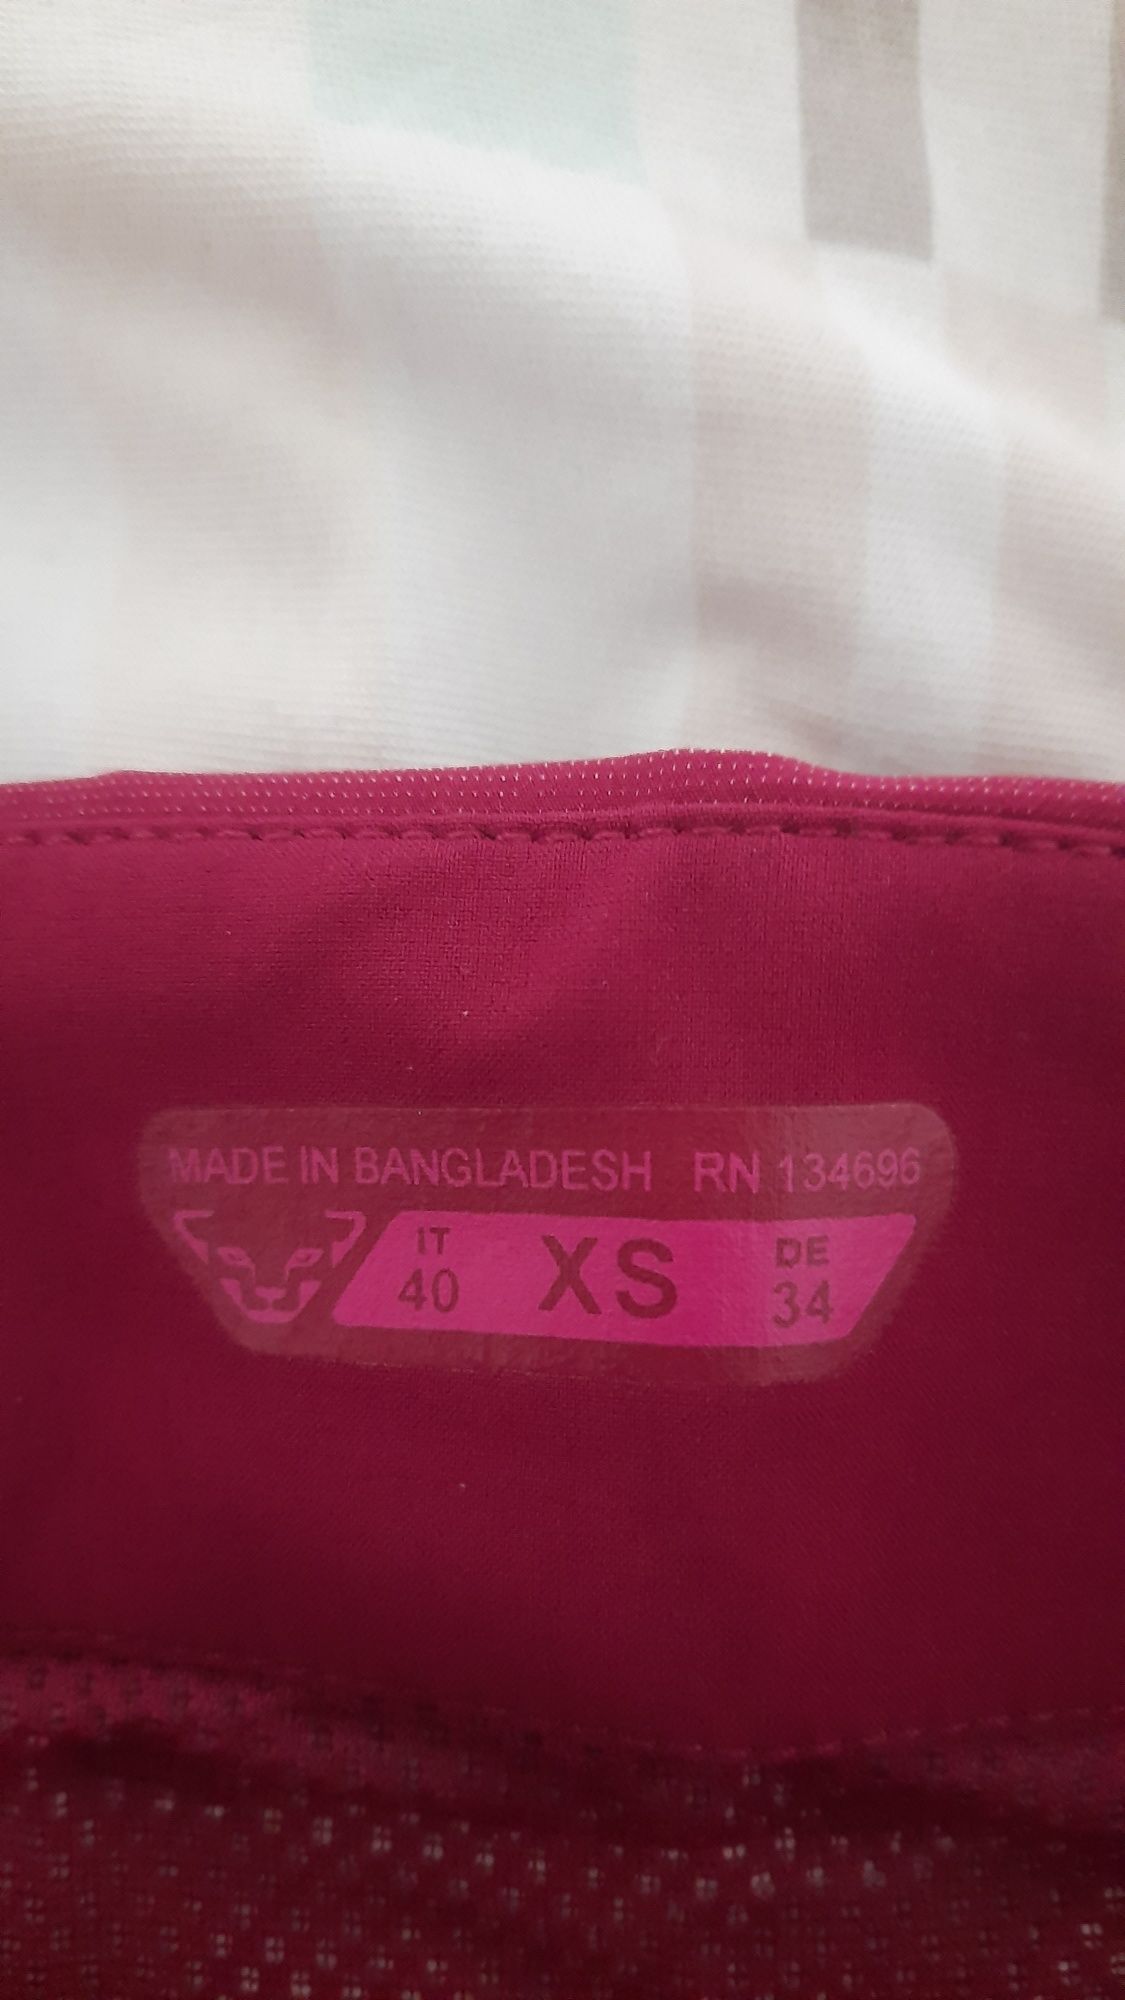 MADE IN BANGLADESH RN 134696
IT 40 XS DE 34